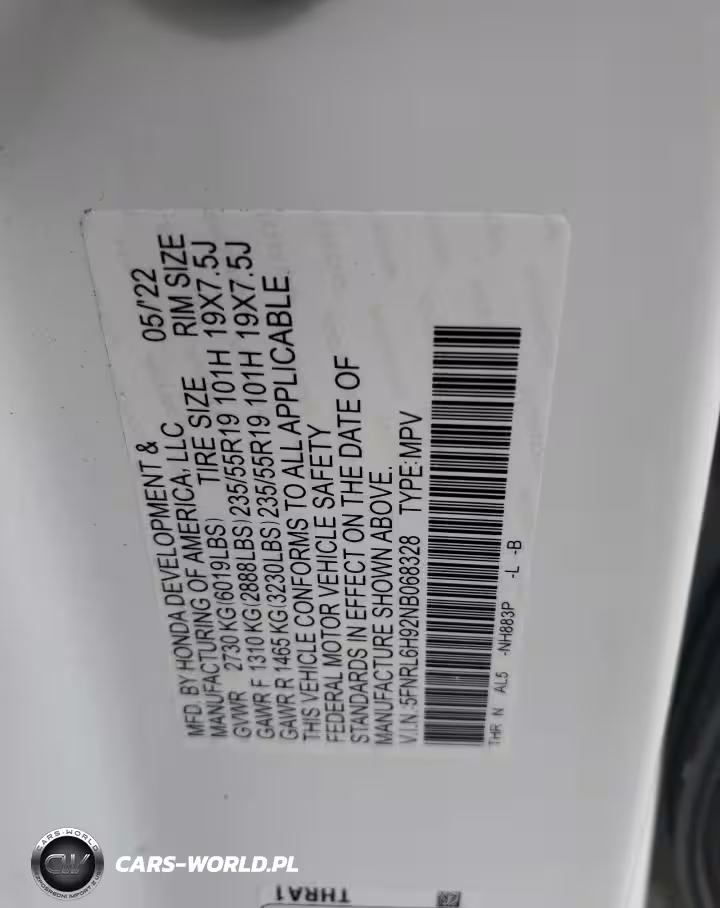 MFD. BY HONDA DEVELOPMENT &
MANUFACTURING OF AMERICA, LLC 05/'22
GVWR 2730 KG(6019LBS) TIRE SIZE RIM SIZE
GAWR F 1310 KG(2888LBS) 235/55R19 101H 19X7.5J
GAWR R 1465 KG(3230LBS) 235/55R19 101H 19X7.5J
THIS VEHICLE CONFORMS TO ALL APPLICABLE
FEDERAL MOTOR VEHICLE SAFETY
STANDARDS IN EFFECT ON THE DATE OF
MANUFACTURE SHOWN ABOVE.
V.I.N.:5FNRL6H92NB068328 TYPE:MPV
THR N AL5 -NH883P -L -B
THRA1
CARS-WORLD
CW
CARS-WORLD.PL